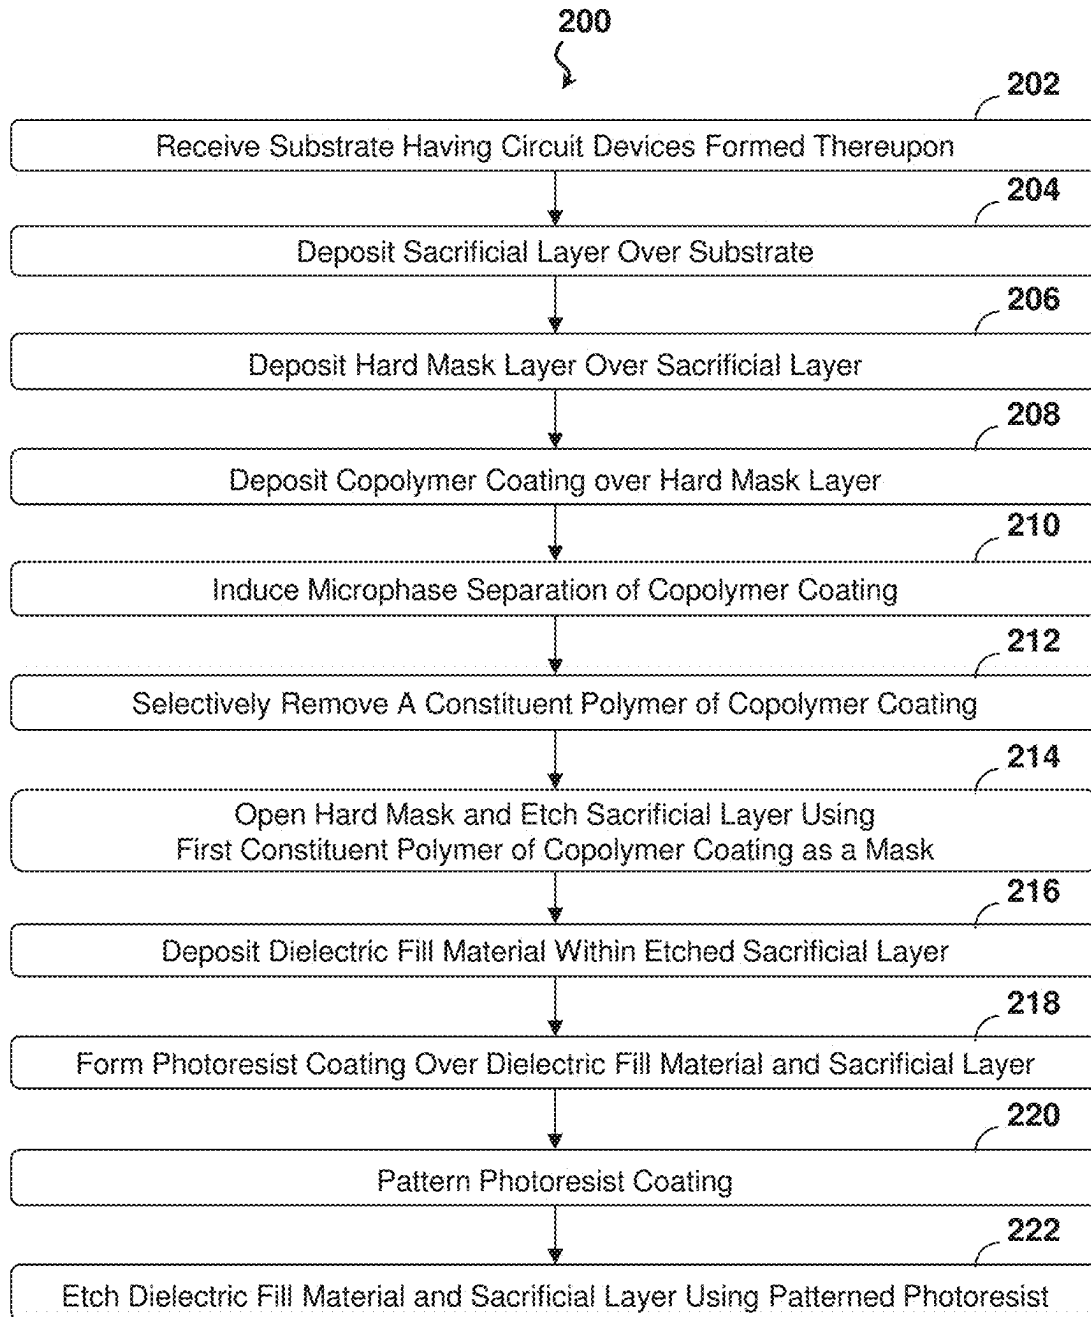 200
202
Receive Substrate Having Circuit Devices Formed Thereupon
204
Deposit Sacrificial Layer Over Substrate
206
Deposit Hard Mask Layer Over Sacrificial Layer
208
Deposit Copolymer Coating over Hard Mask Layer
210
Induce Microphase Separation of Copolymer Coating
212
Selectively Remove A Constituent Polymer of Copolymer Coating
214
Open Hard Mask and Etch Sacrificial Layer Using
First Constituent Polymer of Copolymer Coating as a Mask
216
Deposit Dielectric Fill Material Within Etched Sacrificial Layer
218
Form Photoresist Coating Over Dielectric Fill Material and Sacrificial Layer
220
Pattern Photoresist Coating
222
Etch Dielectric Fill Material and Sacrificial Layer Using Patterned Photoresist